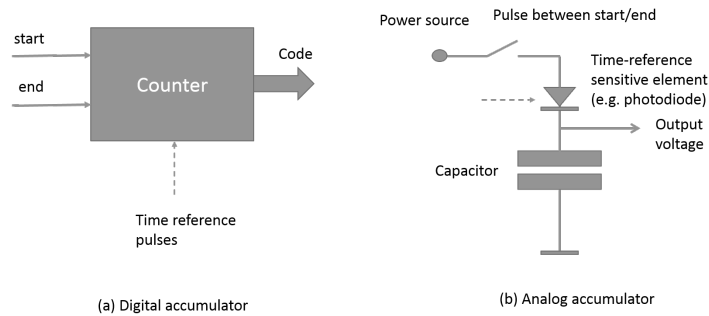 start
end
Counter
Code
Time reference
pulses
(a) Digital accumulator
Power source
Pulse between start/end
Time-reference
sensitive element
(e.g. photodiode)
Output
voltage
Capacitor
(b) Analog accumulator